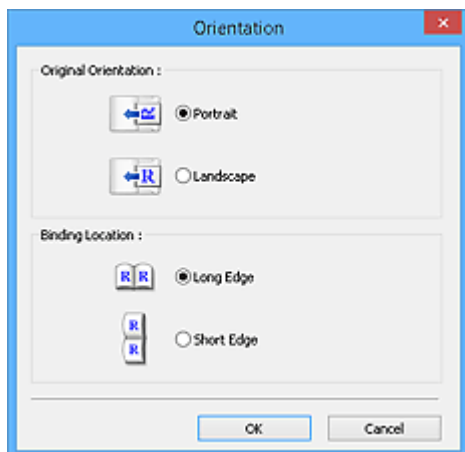 Orientation
Original Orientation :
R
Portrait
R
Landscape
Binding Location :
R R
Long Edge
R
R
Short Edge
OK
Cancel